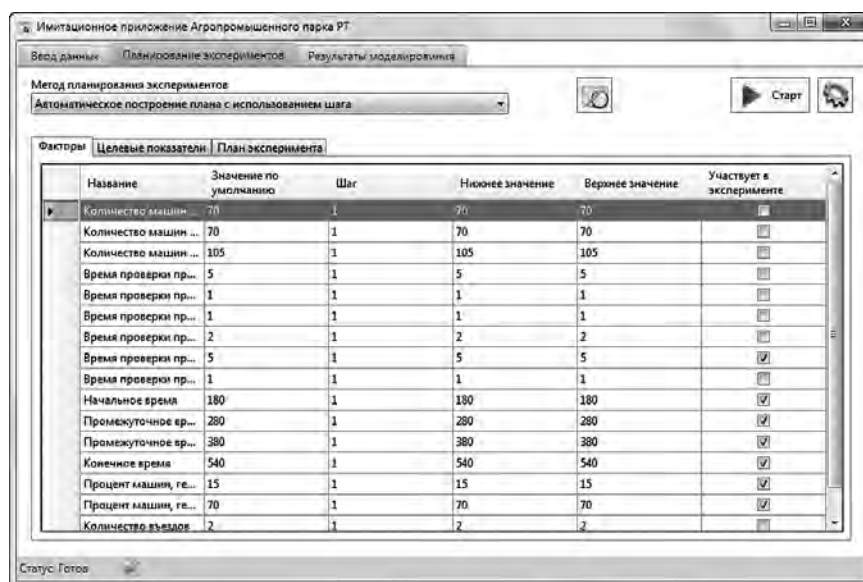 Имитационное приложение Агропромышенного парка РТ
Ввод данных Планирование экспериментов Результаты моделирования
Метод планирования экспериментов
Автоматическое построение плана с использованием шага
Старт
Факторы Целевые показатели План эксперимента
Название Значение по умолчанию Шаг Нижнее значение Верхнее значение Участвует в эксперименте
Количество машин ... 70 1 70 70
Количество машин ... 70 1 70 70
Количество машин ... 105 1 105 105
Время проверки пр... 5 1 5 5
Время проверки пр... 1 1 1 1
Время проверки пр... 1 1 1 1
Время проверки пр... 2 1 2 2
Время проверки пр... 5 1 5 5
Время проверки пр... 1 1 1 1
Начальное время 180 1 180 180
Промежуточное вр... 280 1 280 280
Промежуточное вр... 380 1 380 380
Конечное время 540 1 540 540
Процент машин, ге... 15 1 15 15
Процент машин, ге... 70 1 70 70
Количество въездов 2 1 2 2
Статус: Готов